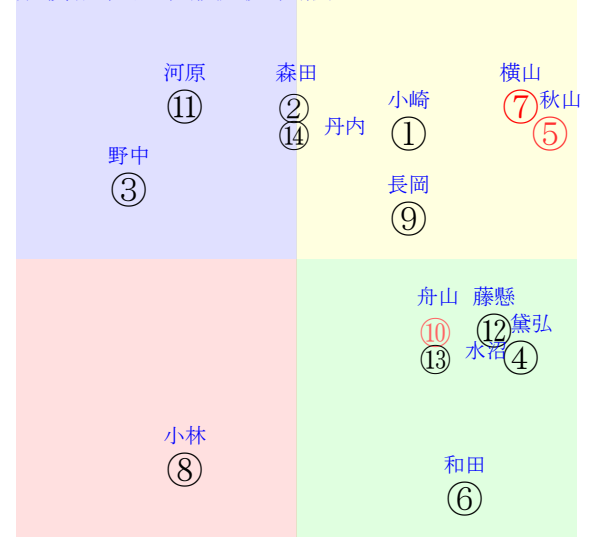 河原
森田
横山
⑪
②
小崎
⑦
秋山
⑭
丹内
①
⑤
野中
③
長岡
⑨
舟山
藤懸
⑩
⑫
黛弘
⑬
水沼
④
小林
⑧
和田
⑥